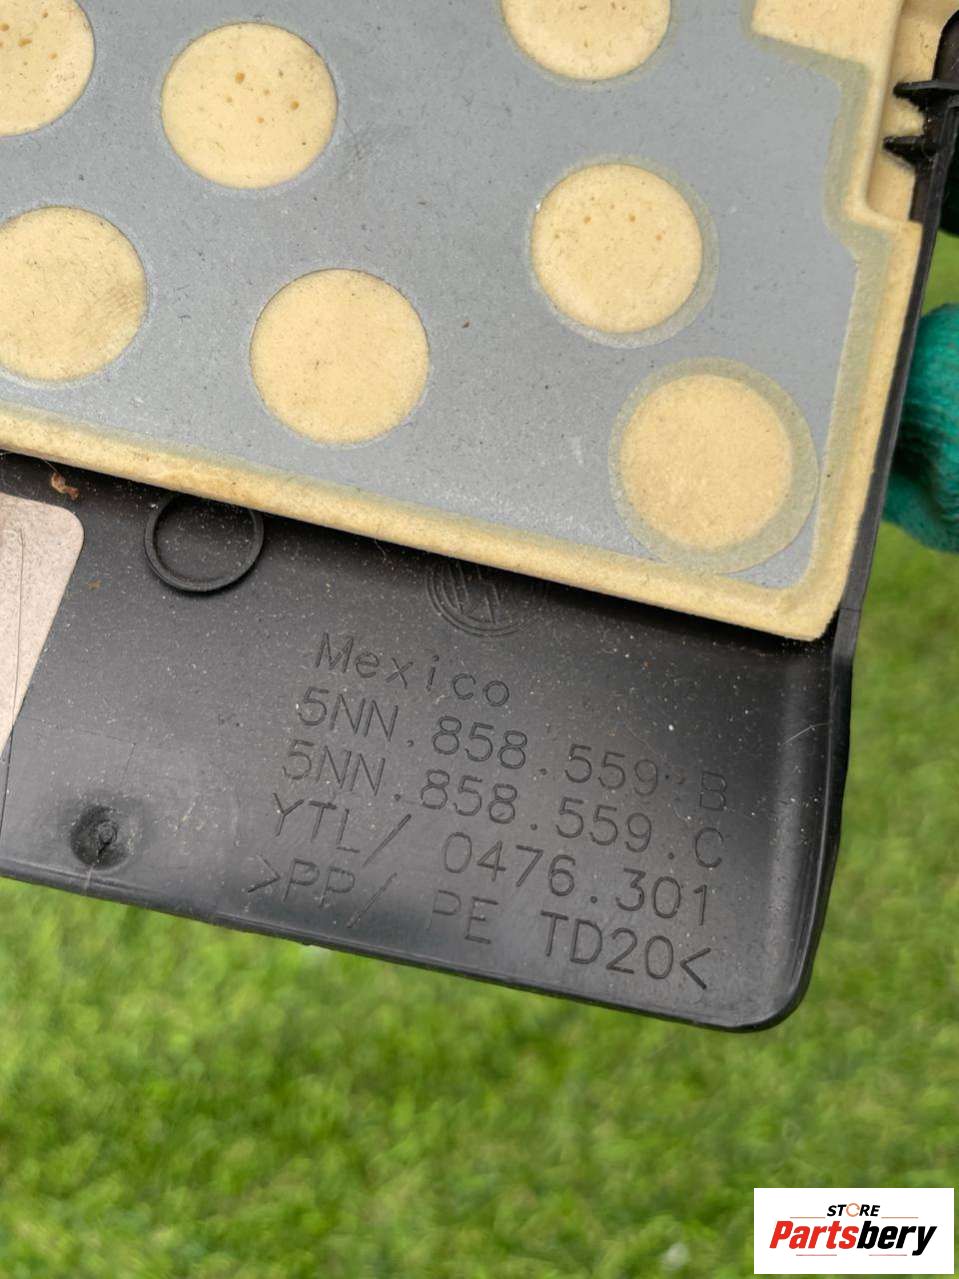 Mexico
5NN.858.559.B
5NN.858.559.C
YTL/ 0476.301
>PP/ PE TD20<
STORE
Partsbery